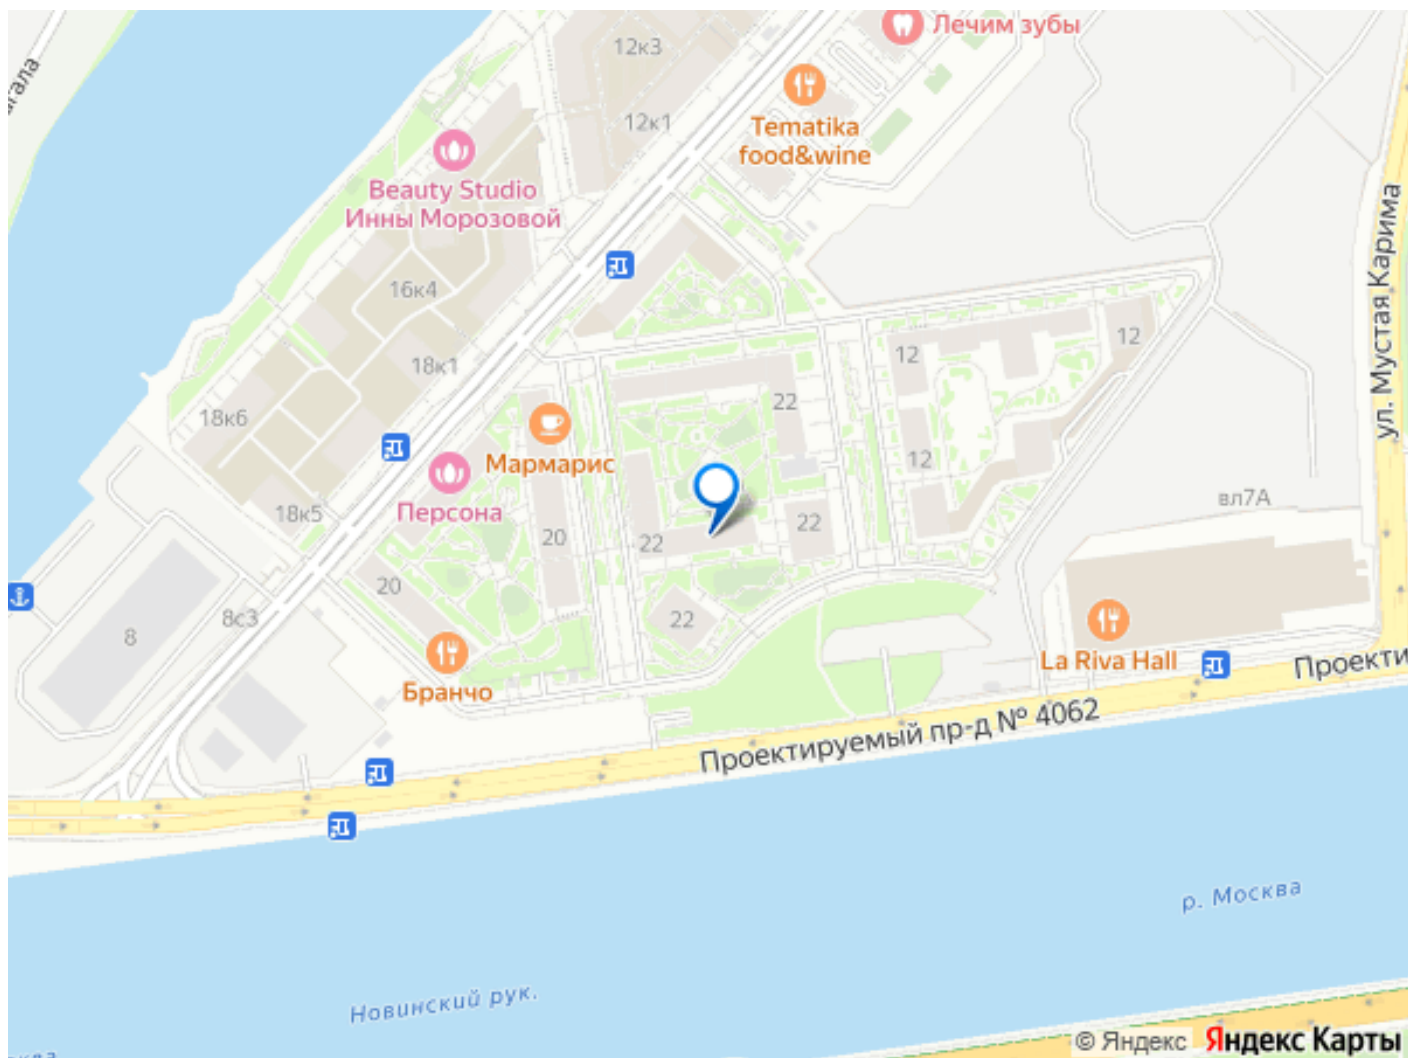 Лечим зубы
12к3
12к1
Tematika
food&wine
Beauty Studio
Инны Морозовой
ул. Мустая Карима
16к4
18к1
12
12
22
18к6
Мармарис
12
18к5
Персона
20
22
22
вл7А
20
8
8с3
22
Бранчо
La Riva Hall
Проекти
Проектируемый пр-д № 4062
р. Москва
Новинский рук.
© Яндекс Яндекс Карты